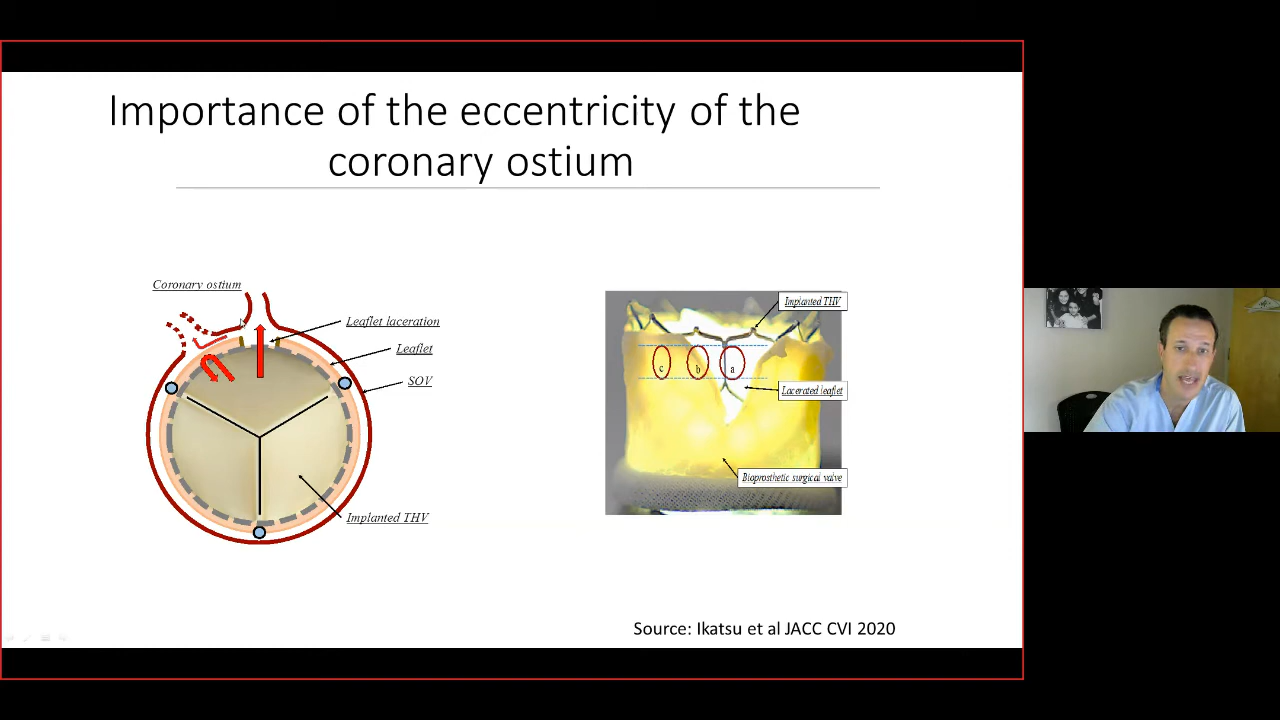 Importance of the eccentricity of the
coronary ostium
Coronary ostium
Leaflet laceration
Leaflet
SOV
Implanted THV
Implanted THV
c
b
a
Lacerated leaflet
Bioprosthetic surgical valve
Source: Ikatsu et al JACC CVI 2020